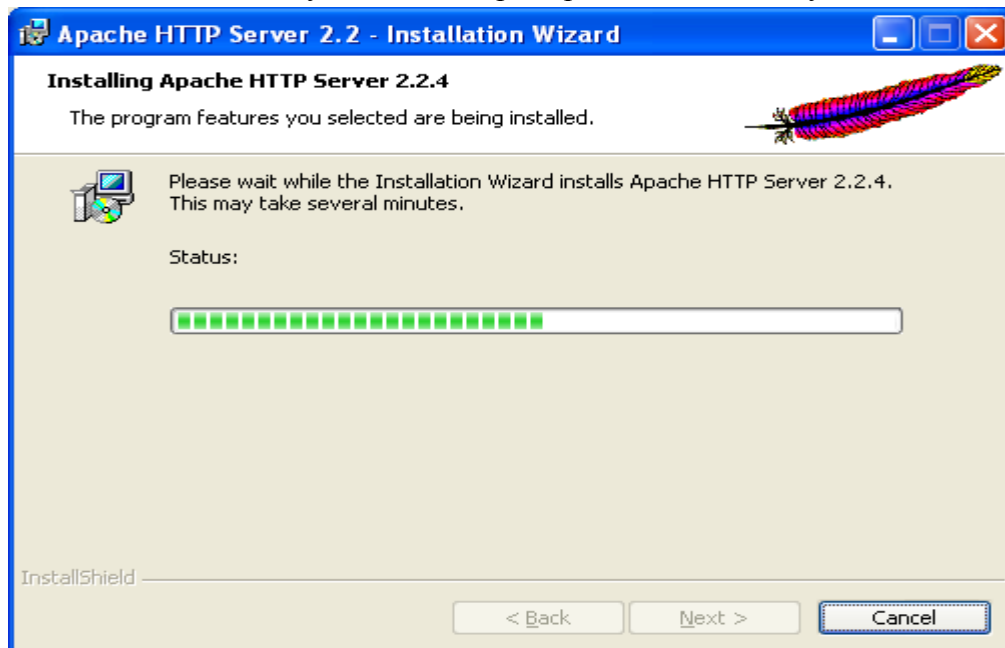 Apache HTTP Server 2.2 - Installation Wizard
Installing Apache HTTP Server 2.2.4
The program features you selected are being installed.
Please wait while the Installation Wizard installs Apache HTTP Server 2.2.4.
This may take several minutes.
Status:
InstallShield
< Back Next > Cancel